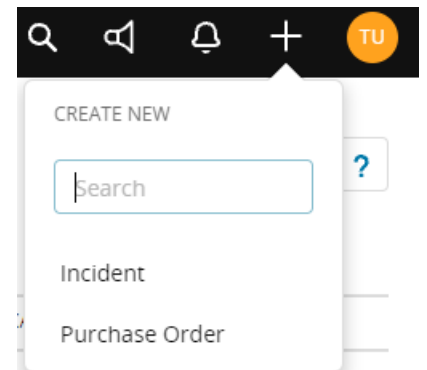 TU
CREATE NEW
Search
?
Incident
Purchase Order